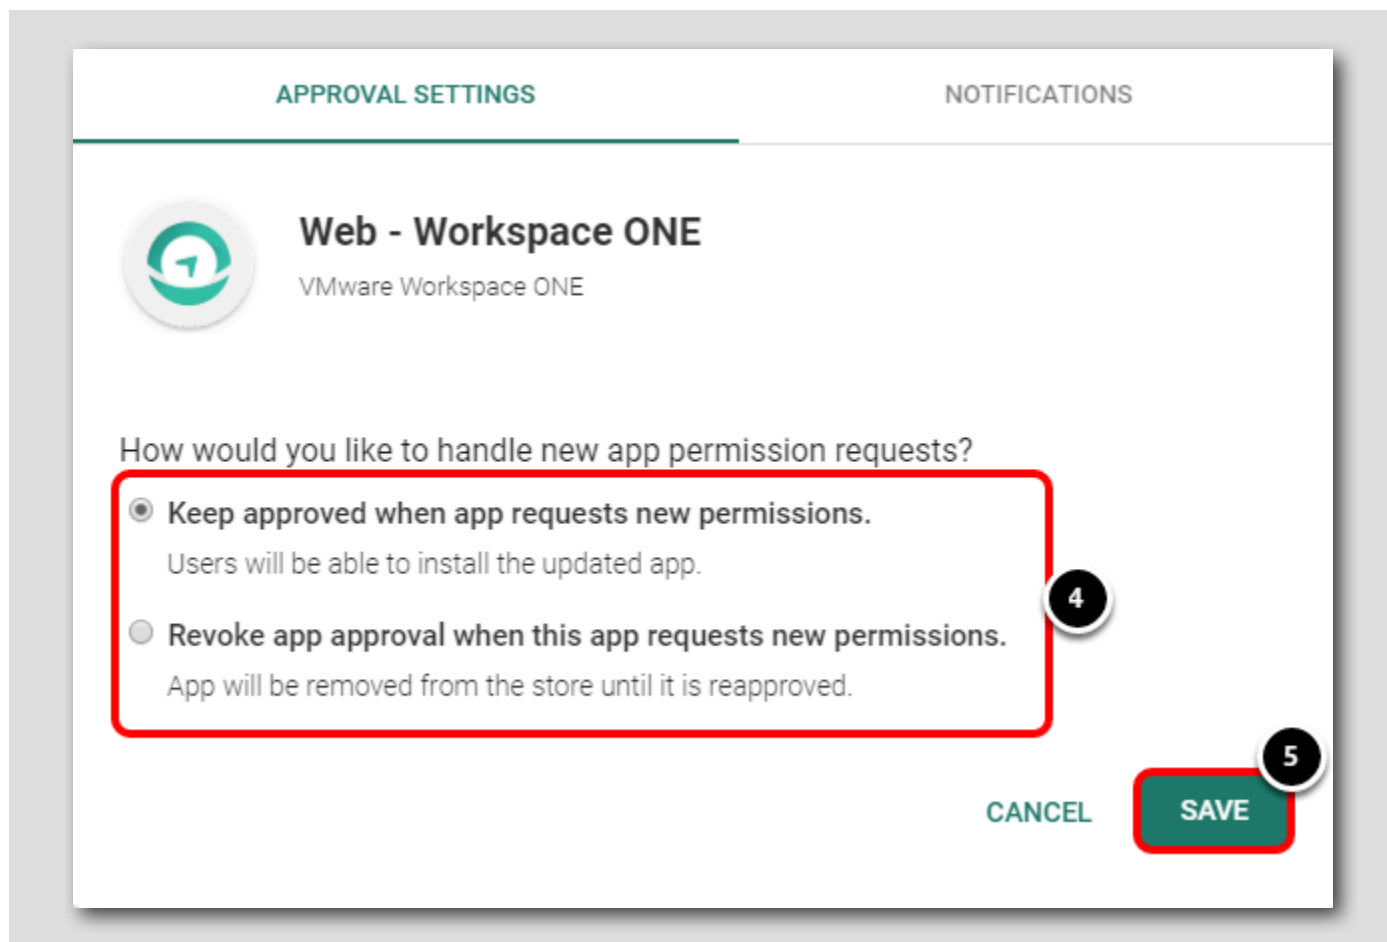 APPROVAL SETTINGS
NOTIFICATIONS
Web - Workspace ONE
VMware Workspace ONE
How would you like to handle new app permission requests?
Keep approved when app requests new permissions.
Users will be able to install the updated app.
4
Revoke app approval when this app requests new permissions.
App will be removed from the store until it is reapproved.
5
CANCEL
SAVE